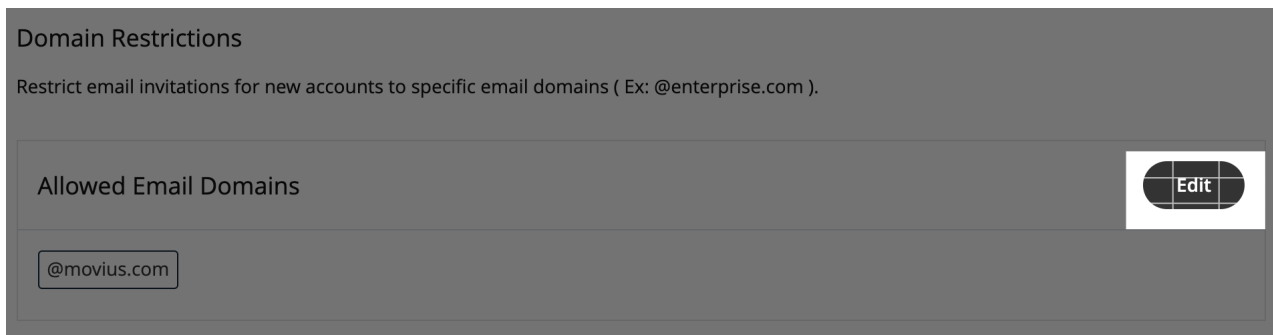 Domain Restrictions
Restrict email invitations for new accounts to specific email domains ( Ex: @enterprise.com ).
Allowed Email Domains
Edit
@movius.com